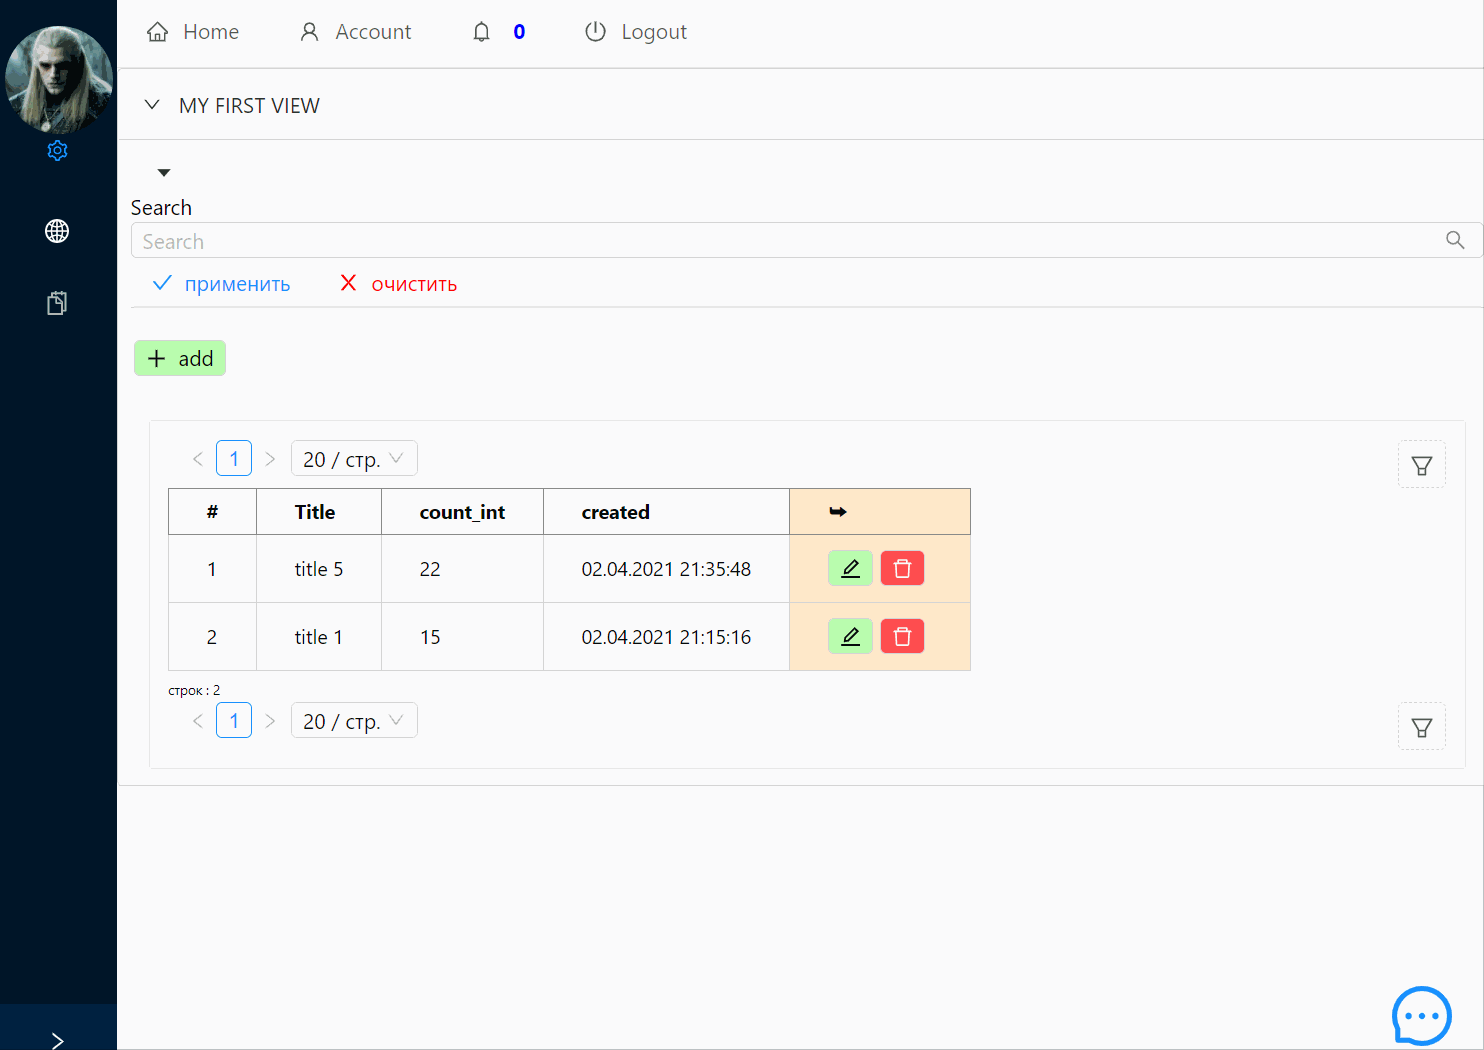 Home Account 0 Logout
MY FIRST VIEW
Search
Search
применить очистить
add
1 20 / стр.
# Title count_int created
1 title 5 22 02.04.2021 21:35:48
2 title 1 15 02.04.2021 21:15:16
строк : 2
1 20 / стр.